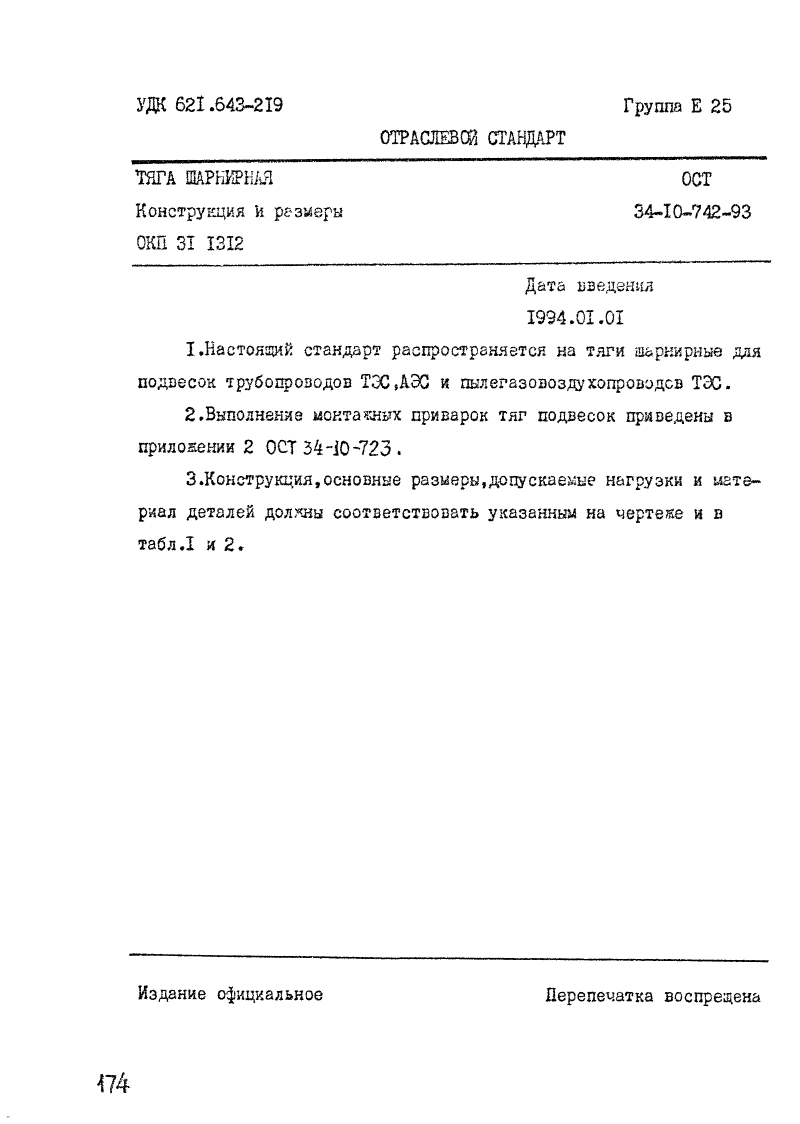 УДК 621.643-219 Группа Е 25
ОТРАСЛЕВОЙ СТАНДАРТ
ТЯГА ШАРНИРНАЯ ОСТ
Конструкция и размеры 34-10-742-93
ОКП 31 1312
Дата введения
1994.01.01
1.Настоящий стандарт распространяется на тяги шарнирные для
подвесок трубопроводов ТЭС,АЭС и пылегазовоздухопроводов ТЭС.
2.Выполнение монтажных приварок тяг подвесок приведены в
приложении 2 ОСТ 34-10-723.
3.Конструкция,основные размеры,допускаемые нагрузки и мате-
риал деталей должны соответствовать указанным на чертеже и в
табл.1 и 2.
Издание официальное Перепечатка воспрещена
174